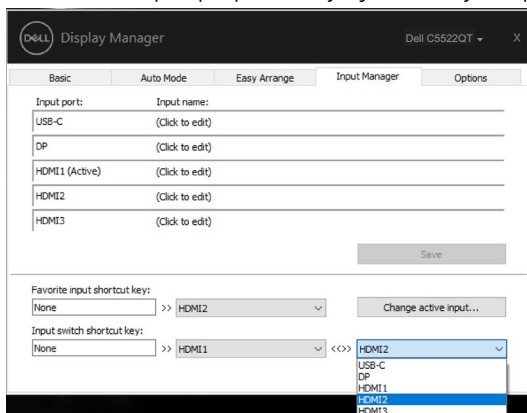 DELL Display Manager Dell C5522QT X
Basic Auto Mode Easy Arrange Input Manager Options
Input port: Input name:
USB-C (Click to edit)
DP (Click to edit)
HDMI1 (Active) (Click to edit)
HDMI2 (Click to edit)
HDMI3 (Click to edit)
Save
Favorite input shortcut key:
None >> HDMI2 Change active input...
Input switch shortcut key:
None >> HDMI1 <<>> HDMI2
USB-C
DP
HDMI1
HDMI2
HDMI3